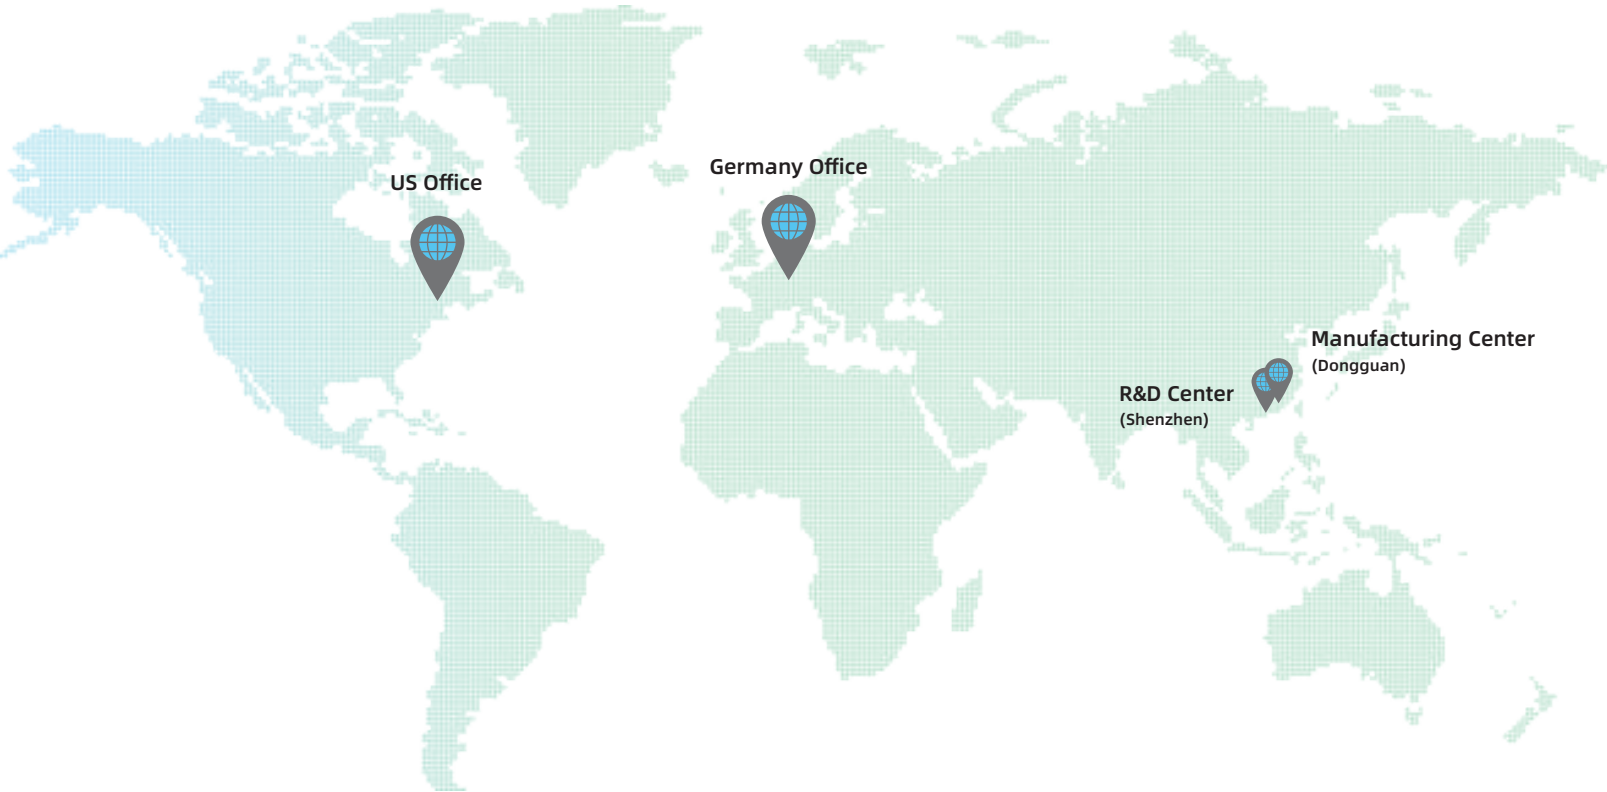 Germany Office
US Office
Manufacturing Center
(Dongguan)
R&D Center
(Shenzhen)